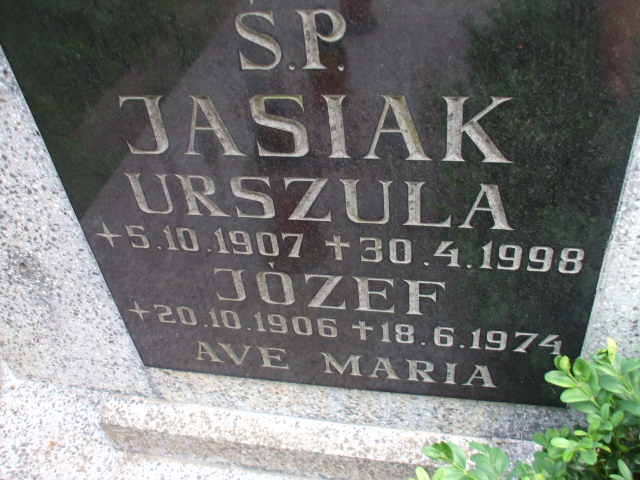 Ś.P.
JASIAK
URSZULA
+5.10.1907 +30.4.1998
JÓZEF
+20.10.1906 +18.6.1974
AVE MARIA